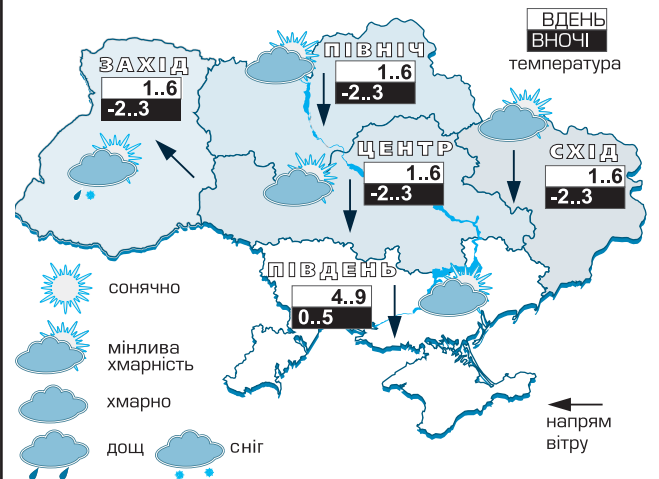 ВДЕНЬ
ВНОЧІ
температура
ПІВНІЧ
1..6
-2..3
ЗАХІД
1..6
-2..3
ЦЕНТР
1..6
-2..3
СХІД
1..6
-2..3
ПІВДЕНЬ
4..9
0..5
сонячно
мінлива
хмарність
хмарно
дощ
сніг
напрям
вітру